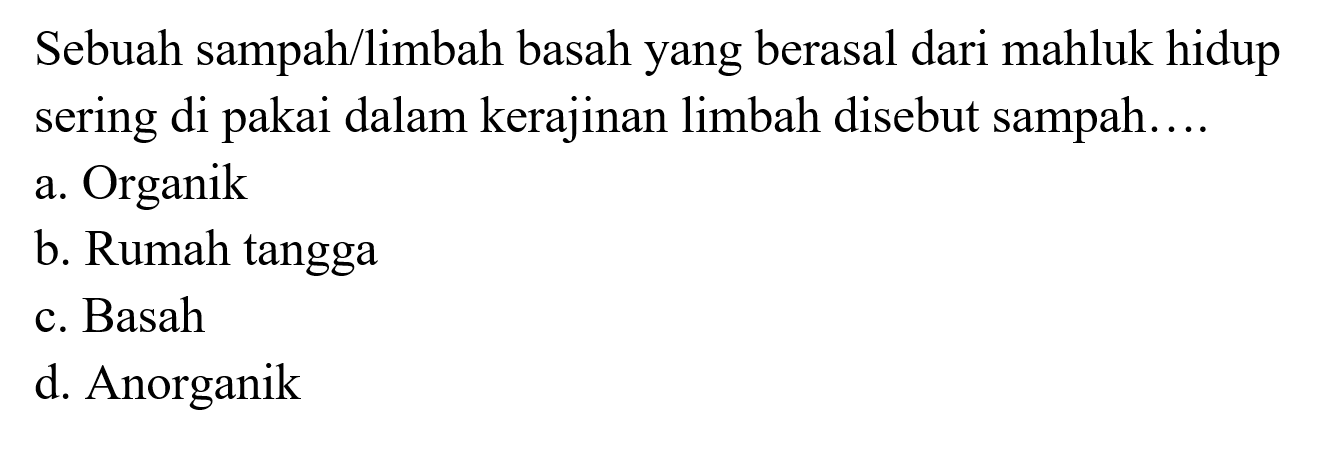 Sebuah sampah/limbah basah yang berasal dari mahluk hidup
sering di pakai dalam kerajinan limbah disebut sampah….
a. Organik
b. Rumah tangga
c. Basah
d. Anorganik